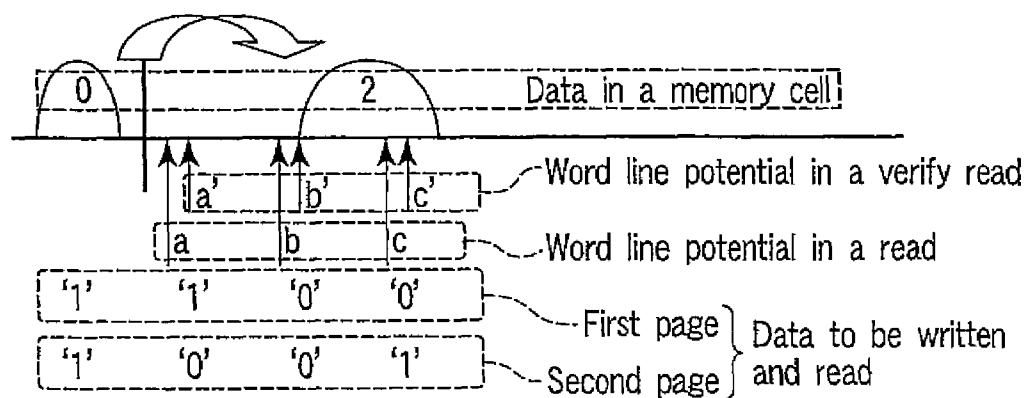 0 2 Data in a memory cell
a' b' c' Word line potential in a verify read
a b c Word line potential in a read
'1' '1' '0' '0' First page
'1' '0' '0' '1' Second page
Data to be written
and read